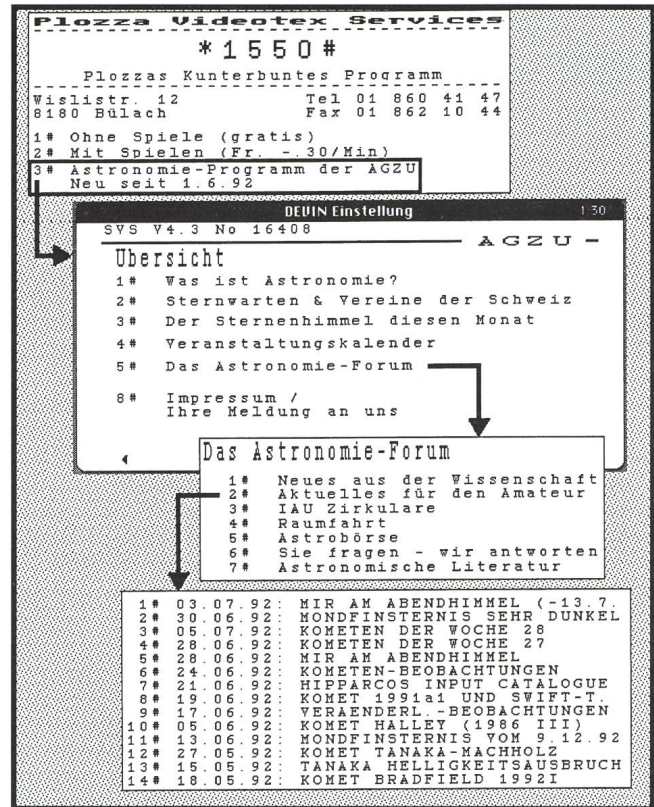 Plozza Videotex Services
*1550#
Plozzas Kunterbuntes Programm
Wislistr. 12 Tel 01 860 41 47
8180 Bülach Fax 01 862 10 44
1# Ohne Spiele (gratis)
2# Mit Spielen (Fr. -.30/Min)
3# Astronomie-Programm der AGZU
Neu seit 1.6.92
DEVIN Einstellung 1:30
SVS V4.3 No 16408
AGZU
Übersicht
1# Was ist Astronomie?
2# Sternwarten & Vereine der Schweiz
3# Der Sternenhimmel diesen Monat
4# Veranstaltungskalender
5# Das Astronomie-Forum
8# Impressum /
Ihre Meldung an uns
Das Astronomie-Forum
1# Neues aus der Wissenschaft
2# Aktuelles für den Amateur
3# IAU Zirkulare
4# Raumfahrt
5# Astrobörse
6# Sie fragen - wir antworten
7# Astronomische Literatur
1# 03.07.92: MIR AM ABENDHIMMEL (-13.7.
2# 30.06.92: MONDFINSTERNIS SEHR DUNKEL
3# 05.07.92: KOMETEN DER WOCHE 28
4# 28.06.92: KOMETEN DER WOCHE 27
5# 28.06.92: MIR AM ABENDHIMMEL
6# 24.06.92: KOMETEN-BEOBACHTUNGEN
7# 21.06.92: HIPPARCOS INPUT CATALOGUE
8# 19.06.92: KOMET 1991a1 UND SWIFT-T.
9# 17.06.92: VERAENDERL.-BEOBACHTUNGEN
10# 05.06.92: KOMET HALLEY (1986 III)
11# 13.06.92: MONDFINSTERNIS VOM 9.12.92
12# 27.05.92: KOMET TANAKA-MACHHOLZ
13# 15.05.92: TANAKA HELLIGKEITSAUSBRUCH
14# 18.05.92: KOMET BRADFIELD 1992I